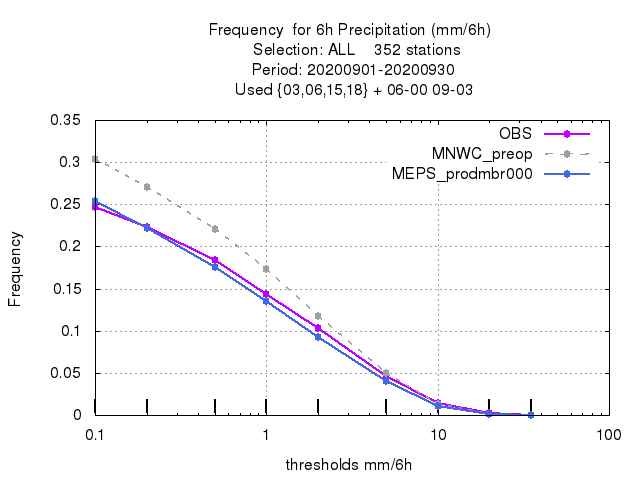 Frequency  for 6h Precipitation (mm/6h)
Selection: ALL    352 stations
Period: 20200901-20200930
Used {03,06,15,18} + 06-00 09-03
OBS
MNWC_preop
MEPS_prodmbr000
Frequency
0.35
0.3
0.25
0.2
0.15
0.1
0.05
0
0.1 1 10 100
thresholds mm/6h